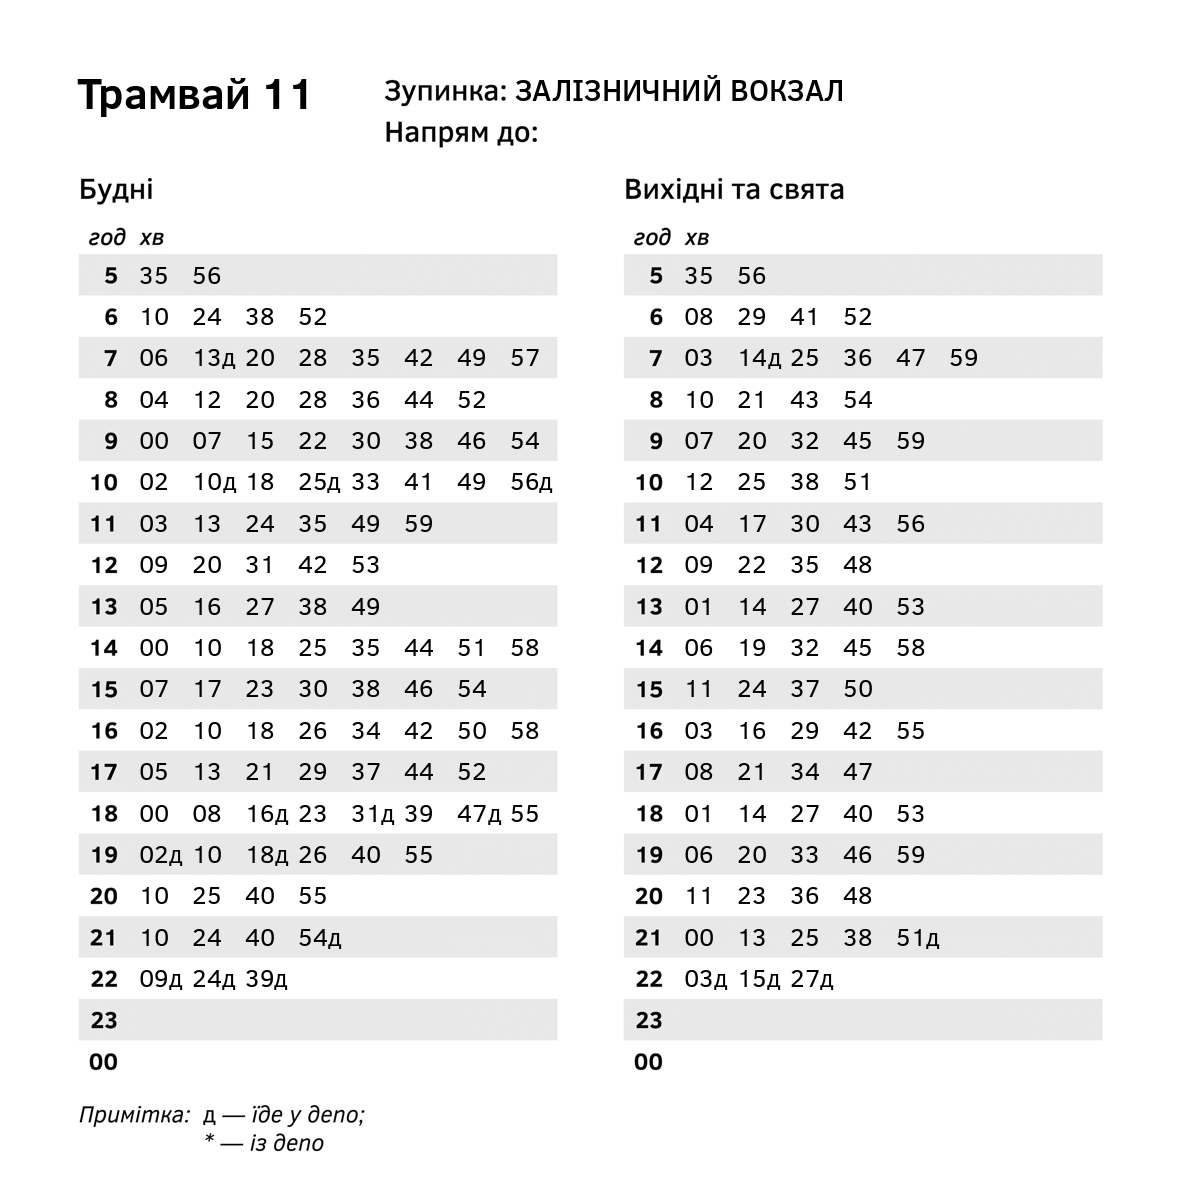 Трамвай 11
Зупинка: ЗАЛІЗНИЧНИЙ ВОКЗАЛ
Напрям до:
Будні
год хв
5 35 56
6 10 24 38 52
7 06 13д 20 28 35 42 49 57
8 04 12 20 28 36 44 52
9 00 07 15 22 30 38 46 54
10 02 10д 18 25д 33 41 49 56д
11 03 13 24 35 49 59
12 09 20 31 42 53
13 05 16 27 38 49
14 00 10 18 25 35 44 51 58
15 07 17 23 30 38 46 54
16 02 10 18 26 34 42 50 58
17 05 13 21 29 37 44 52
18 00 08 16д 23 31д 39 47д 55
19 02д 10 18д 26 40 55
20 10 25 40 55
21 10 24 40 54д
22 09д 24д 39д
23
00
Вихідні та свята
год хв
5 35 56
6 08 29 41 52
7 03 14д 25 36 47 59
8 10 21 43 54
9 07 20 32 45 59
10 12 25 38 51
11 04 17 30 43 56
12 09 22 35 48
13 01 14 27 40 53
14 06 19 32 45 58
15 11 24 37 50
16 03 16 29 42 55
17 08 21 34 47
18 01 14 27 40 53
19 06 20 33 46 59
20 11 23 36 48
21 00 13 25 38 51д
22 03д 15д 27д
23
00
Примітка: д — їде у депо;
* — із депо